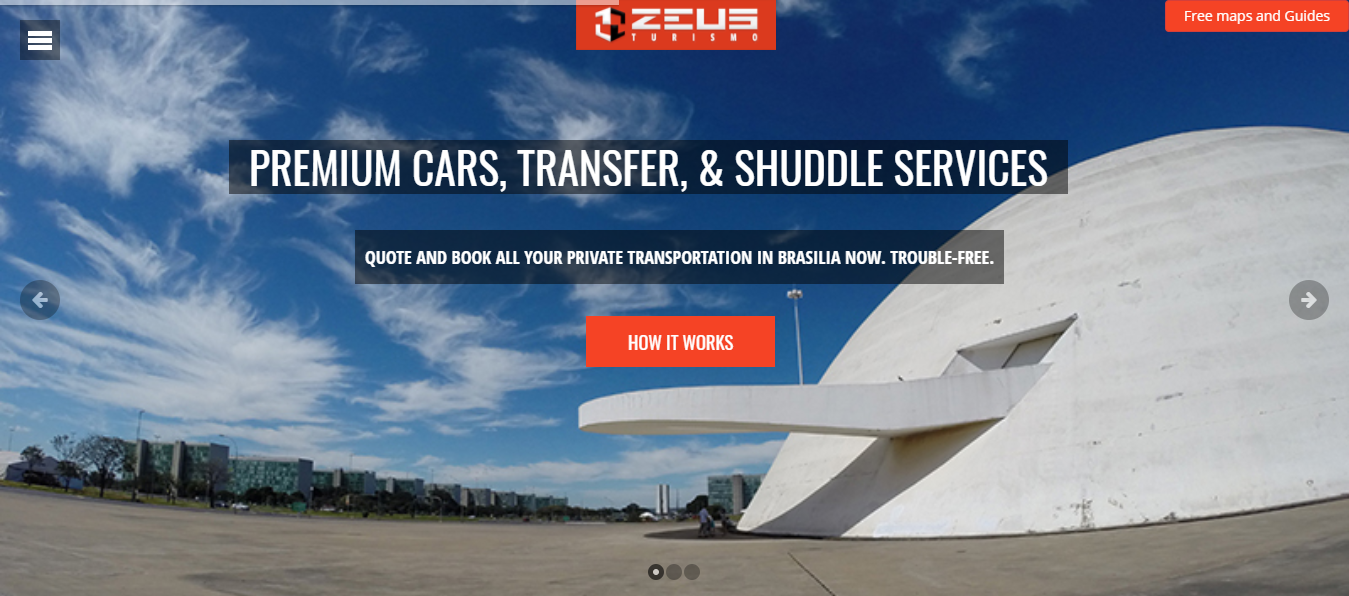 ZEUS
TURISMO
Free maps and Guides
PREMIUM CARS, TRANSFER, & SHUDDLE SERVICES
QUOTE AND BOOK ALL YOUR PRIVATE TRANSPORTATION IN BRASILIA NOW. TROUBLE-FREE.
HOW IT WORKS